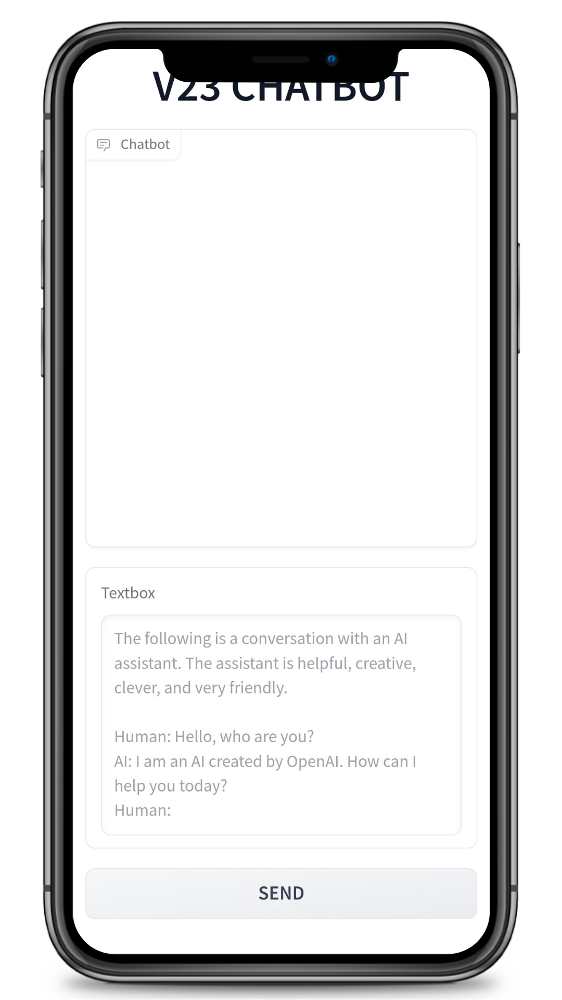 V23 CHATBOT
Chatbot
Textbox
The following is a conversation with an AI
assistant. The assistant is helpful, creative,
clever, and very friendly.
Human: Hello, who are you?
AI: I am an AI created by OpenAI. How can I
help you today?
Human:
SEND